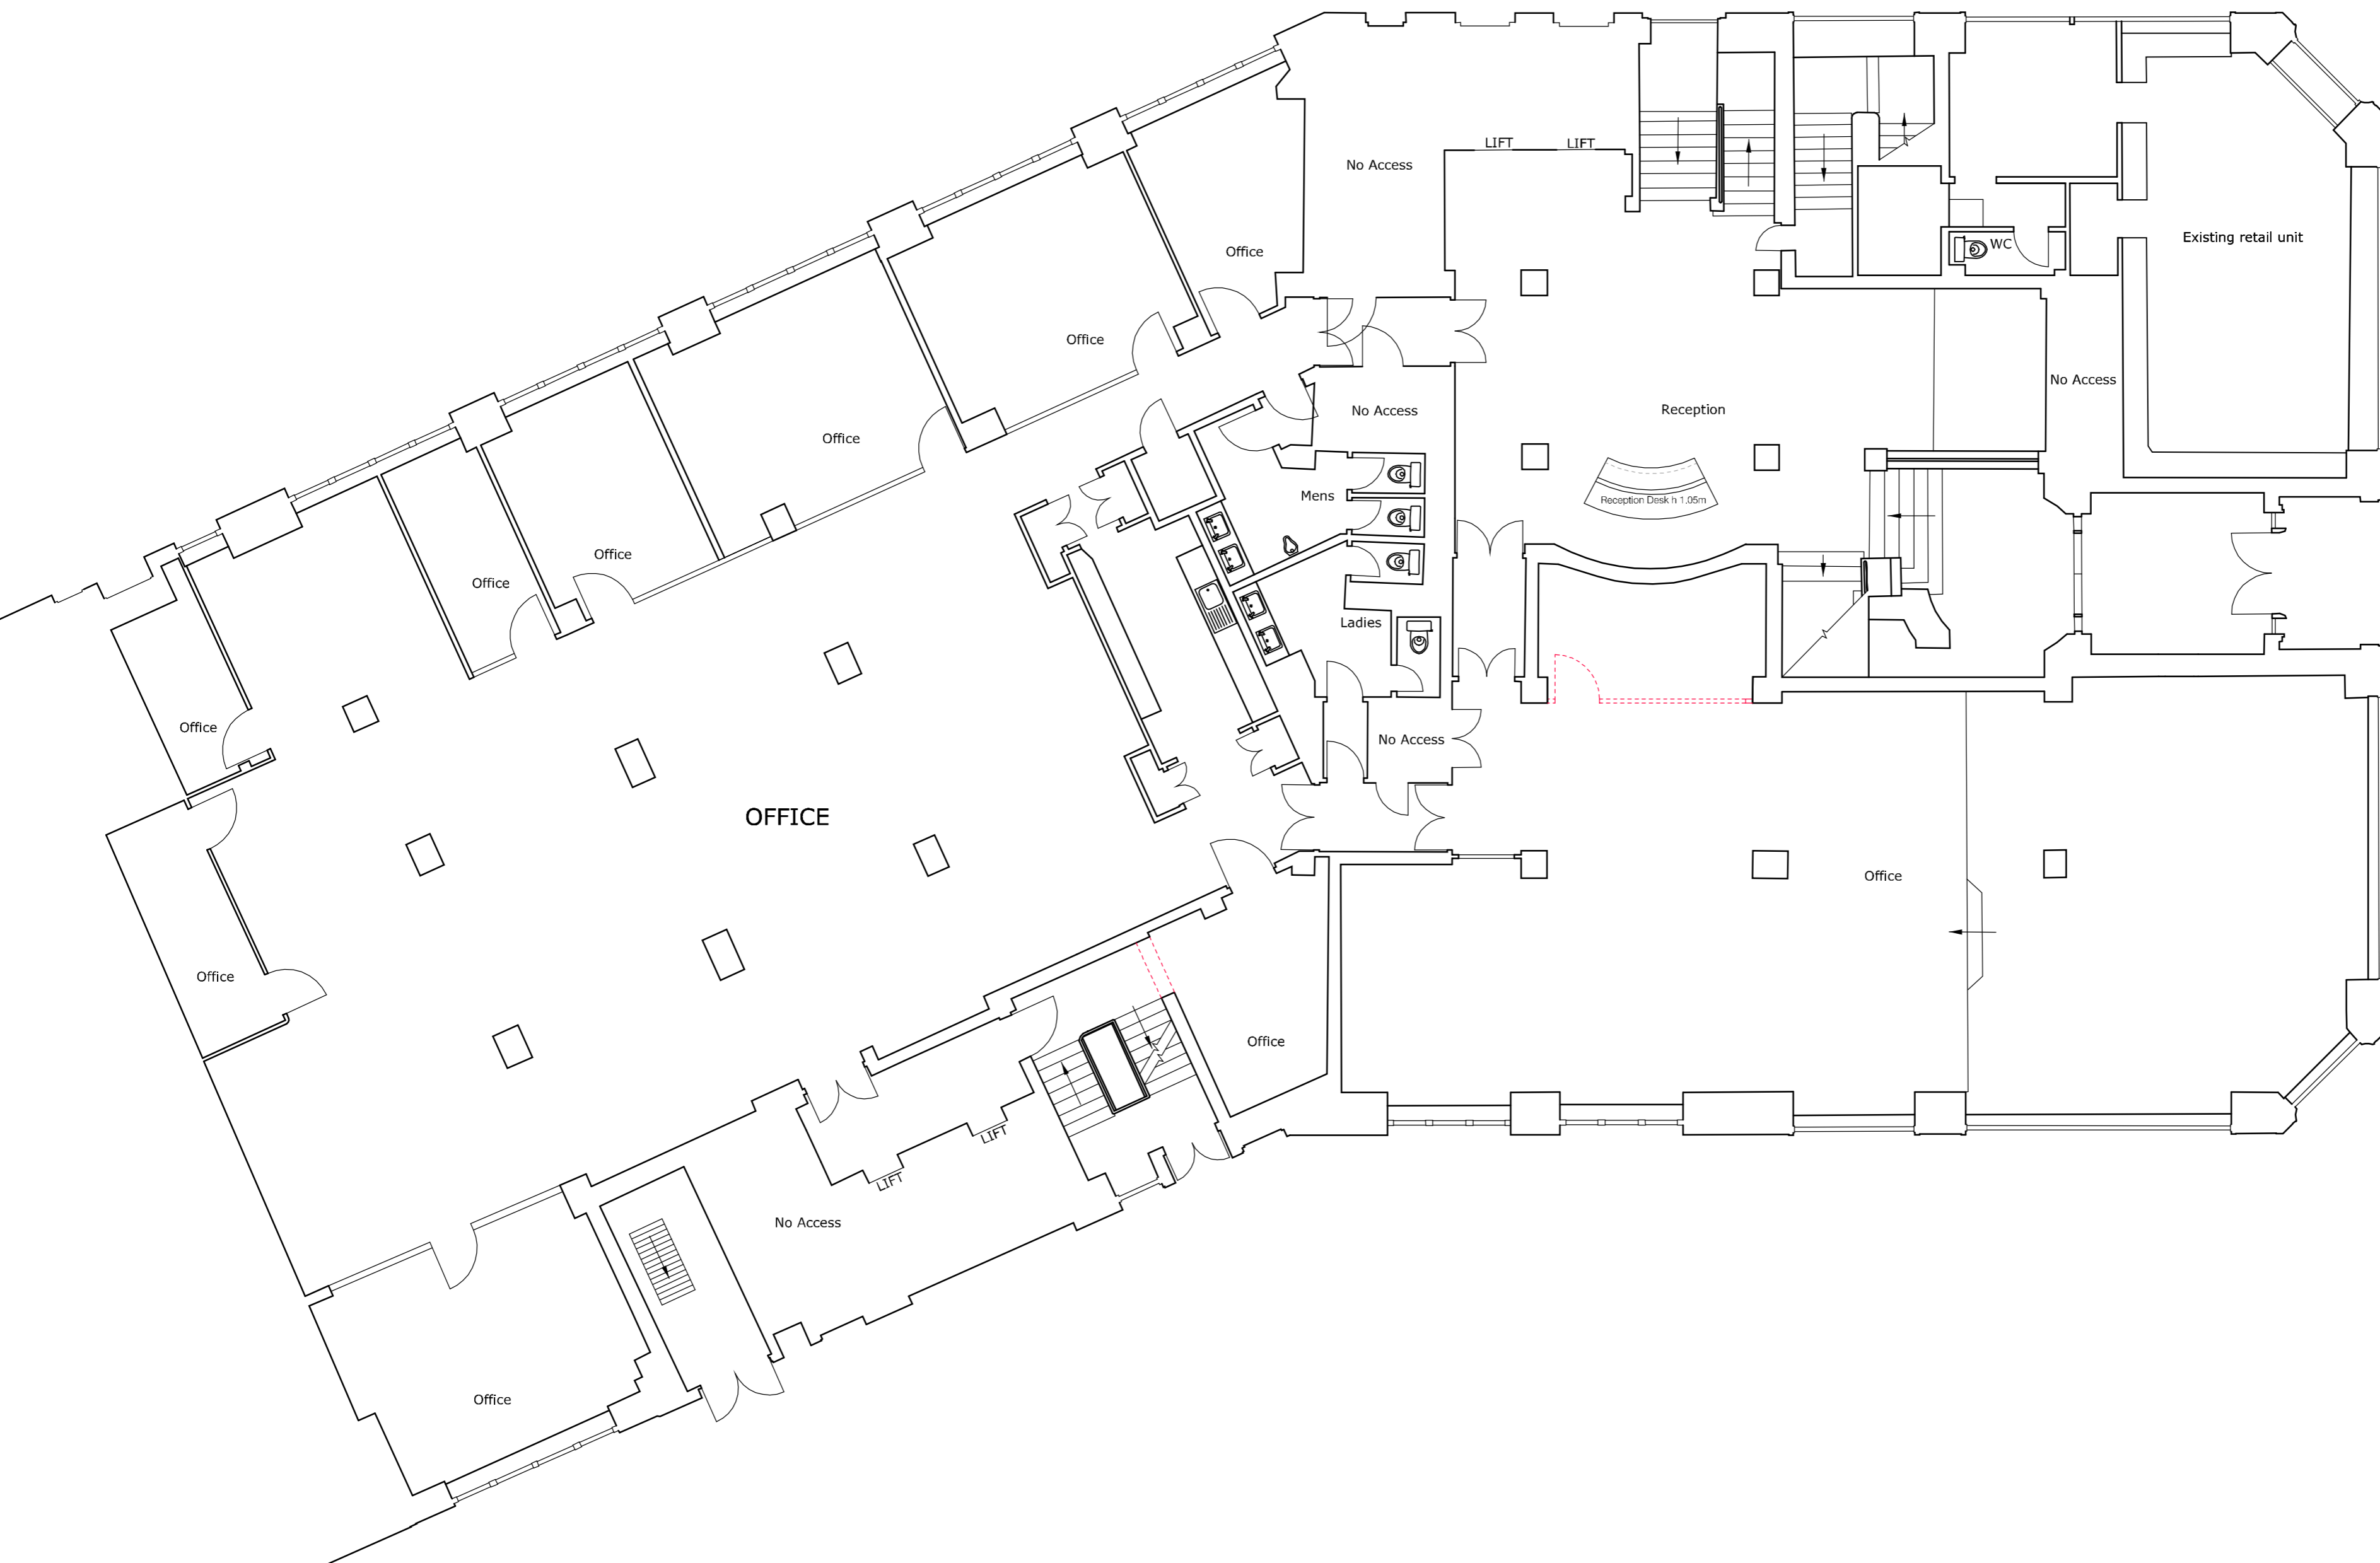 LIFT
LIFT
No Access
Existing retail unit
WC
Office
Office
No Access
No Access
Reception
Office
Mens
Reception Desk h 1.05m
Office
Office
Ladies
Office
No Access
OFFICE
Office
Office
Office
LIFT
LIFT
No Access
Office